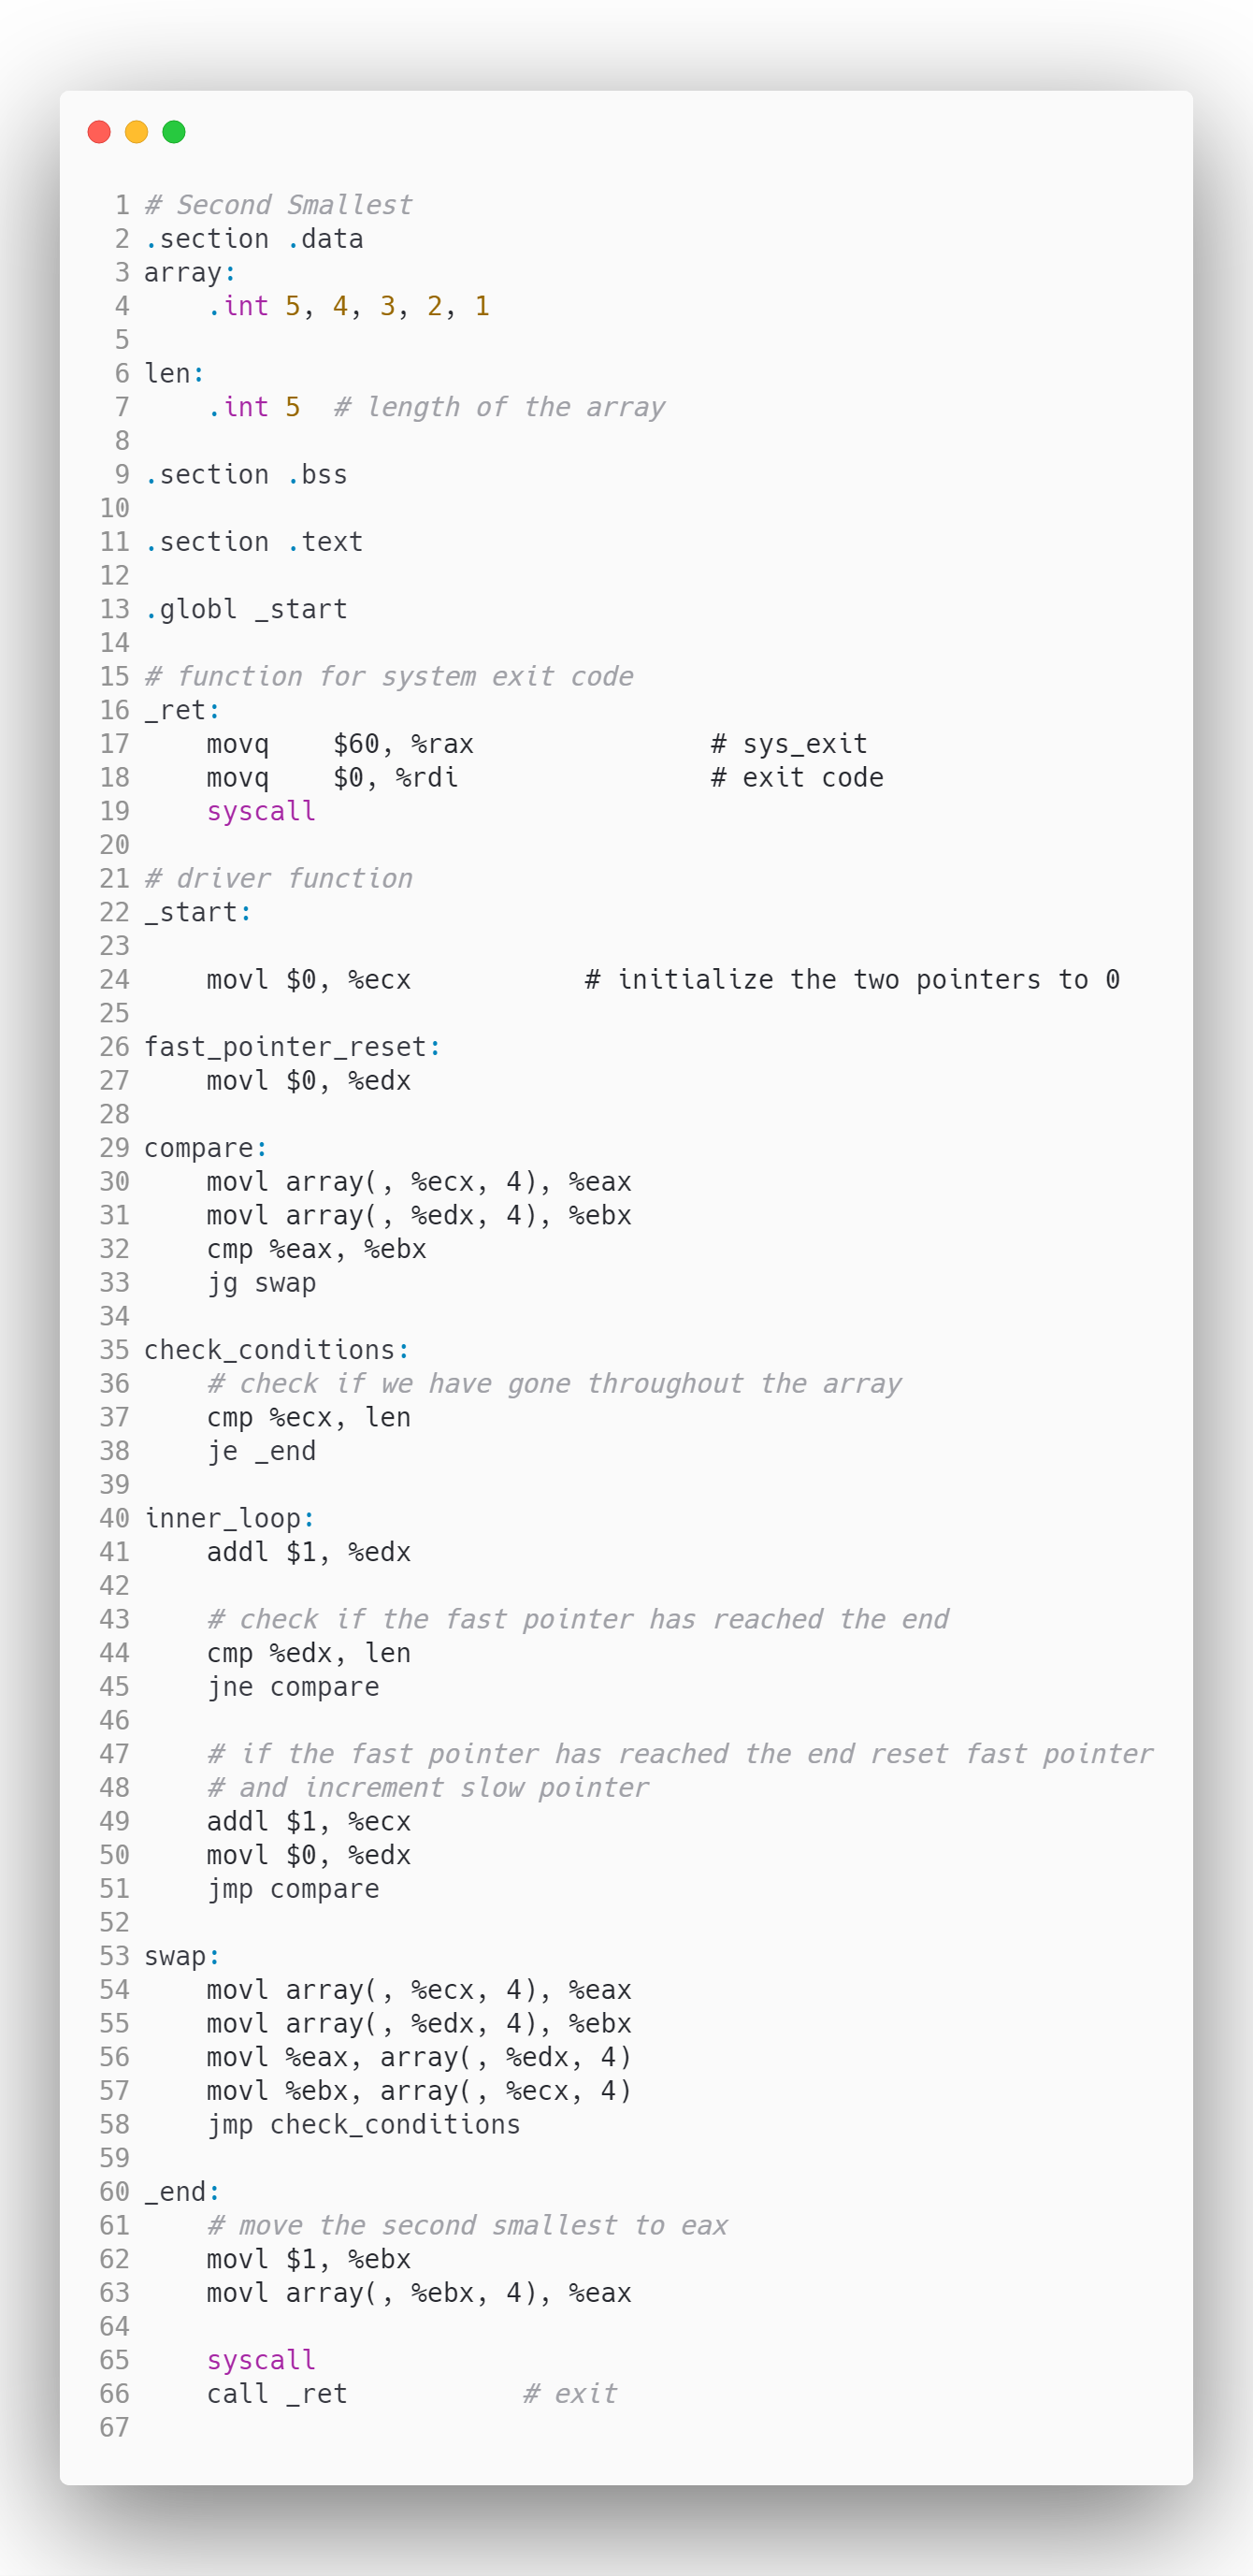 1 # Second Smallest
2 .section .data
3 array:
4     .int 5, 4, 3, 2, 1
5
6 len:
7     .int 5  # length of the array
8
9 .section .bss
10
11 .section .text
12
13 .globl _start
14
15 # function for system exit code
16 _ret:
17     movq    $60, %rax               # sys_exit
18     movq    $0, %rdi                # exit code
19     syscall
20
21 # driver function
22 _start:
23
24     movl $0, %ecx           # initialize the two pointers to 0
25
26 fast_pointer_reset:
27     movl $0, %edx
28
29 compare:
30     movl array(, %ecx, 4), %eax
31     movl array(, %edx, 4), %ebx
32     cmp %eax, %ebx
33     jg swap
34
35 check_conditions:
36     # check if we have gone throughout the array
37     cmp %ecx, len
38     je _end
39
40 inner_loop:
41     addl $1, %edx
42
43     # check if the fast pointer has reached the end
44     cmp %edx, len
45     jne compare
46
47     # if the fast pointer has reached the end reset fast pointer
48     # and increment slow pointer
49     addl $1, %ecx
50     movl $0, %edx
51     jmp compare
52
53 swap:
54     movl array(, %ecx, 4), %eax
55     movl array(, %edx, 4), %ebx
56     movl %eax, array(, %edx, 4)
57     movl %ebx, array(, %ecx, 4)
58     jmp check_conditions
59
60 _end:
61     # move the second smallest to eax
62     movl $1, %ebx
63     movl array(, %ebx, 4), %eax
64
65     syscall
66     call _ret           # exit
67